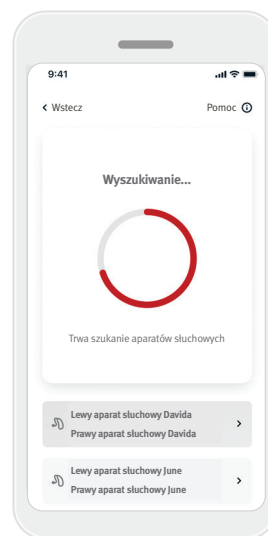 9:41
Wstecz
Pomoc
Wyszukiwanie...
Trwa szukanie aparatów słuchowych
Lewy aparat słuchowy Davida
Prawy aparat słuchowy Davida
Lewy aparat słuchowy June
Prawy aparat słuchowy June